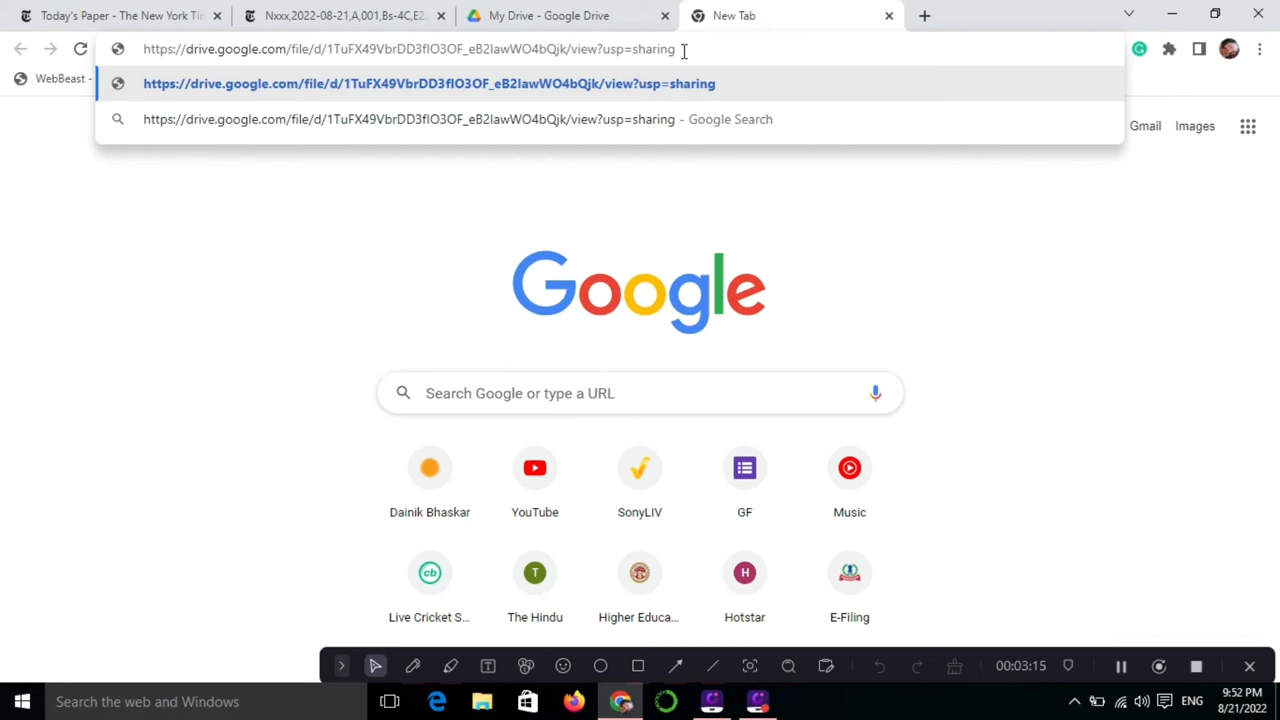 Today's Paper - The New York Tim
Nxxx,2022-08-21,A,001,Bs-4C,E2
My Drive - Google Drive
New Tab
https://drive.google.com/file/d/1TuFX49VbrDD3flO3OF_eB2IawWO4bQjk/view?usp=sharing
WebBeast -
https://drive.google.com/file/d/1TuFX49VbrDD3flO3OF_eB2IawWO4bQjk/view?usp=sharing
https://drive.google.com/file/d/1TuFX49VbrDD3flO3OF_eB2IawWO4bQjk/view?usp=sharing - Google Search
Gmail Images
Google
Search Google or type a URL
Dainik Bhaskar YouTube SonyLIV GF Music
cb T H
Live Cricket S... The Hindu Higher Educa... Hotstar E-Filing
00:03:15
Search the web and Windows
ENG
9:52 PM
8/21/2022